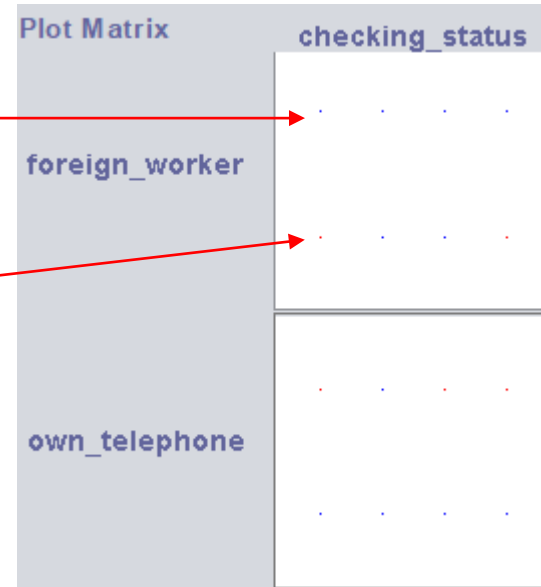 Plot Matrix
checking_status
foreign_worker
own_telephone